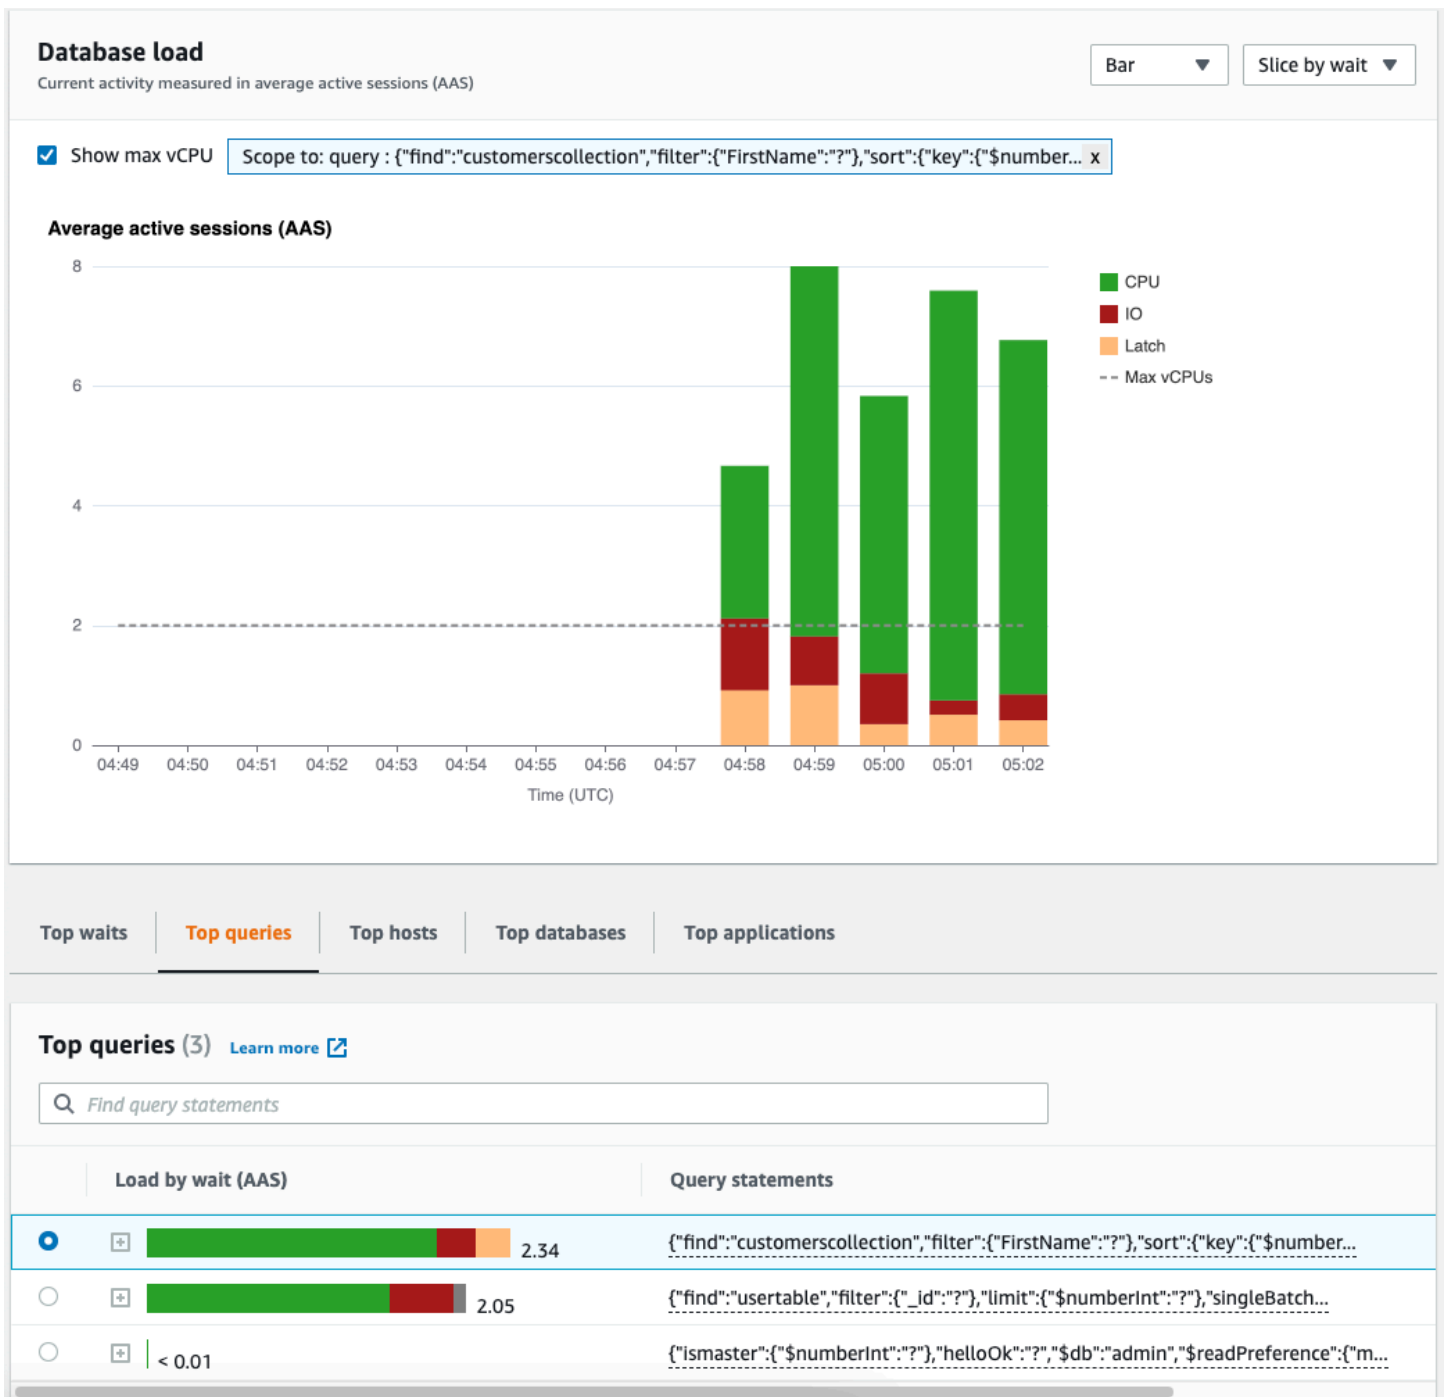 Database load
Current activity measured in average active sessions (AAS)
Bar
Slice by wait
Show max vCPU
Scope to: query : {"find":"customerscollection","filter":{"FirstName":"?"},"sort":{"key":{"$number... x
Average active sessions (AAS)
8
6
4
2
0
CPU
IO
Latch
Max vCPUs
04:49 04:50 04:51 04:52 04:53 04:54 04:55 04:56 04:57 04:58 04:59 05:00 05:01 05:02
Time (UTC)
Top waits
Top queries
Top hosts
Top databases
Top applications
Top queries (3) Learn more
Find query statements
Load by wait (AAS)
Query statements
2.34 {"find":"customerscollection","filter":{"FirstName":"?"},"sort":{"key":{"$number...
2.05 {"find":"usertable","filter":{"_id":"?"},"limit":{"$numberInt":"?"},"singleBatch...
< 0.01 {"ismaster":{"$numberInt":"?"},"helloOk":"?","$db":"admin","$readPreference":{"m...